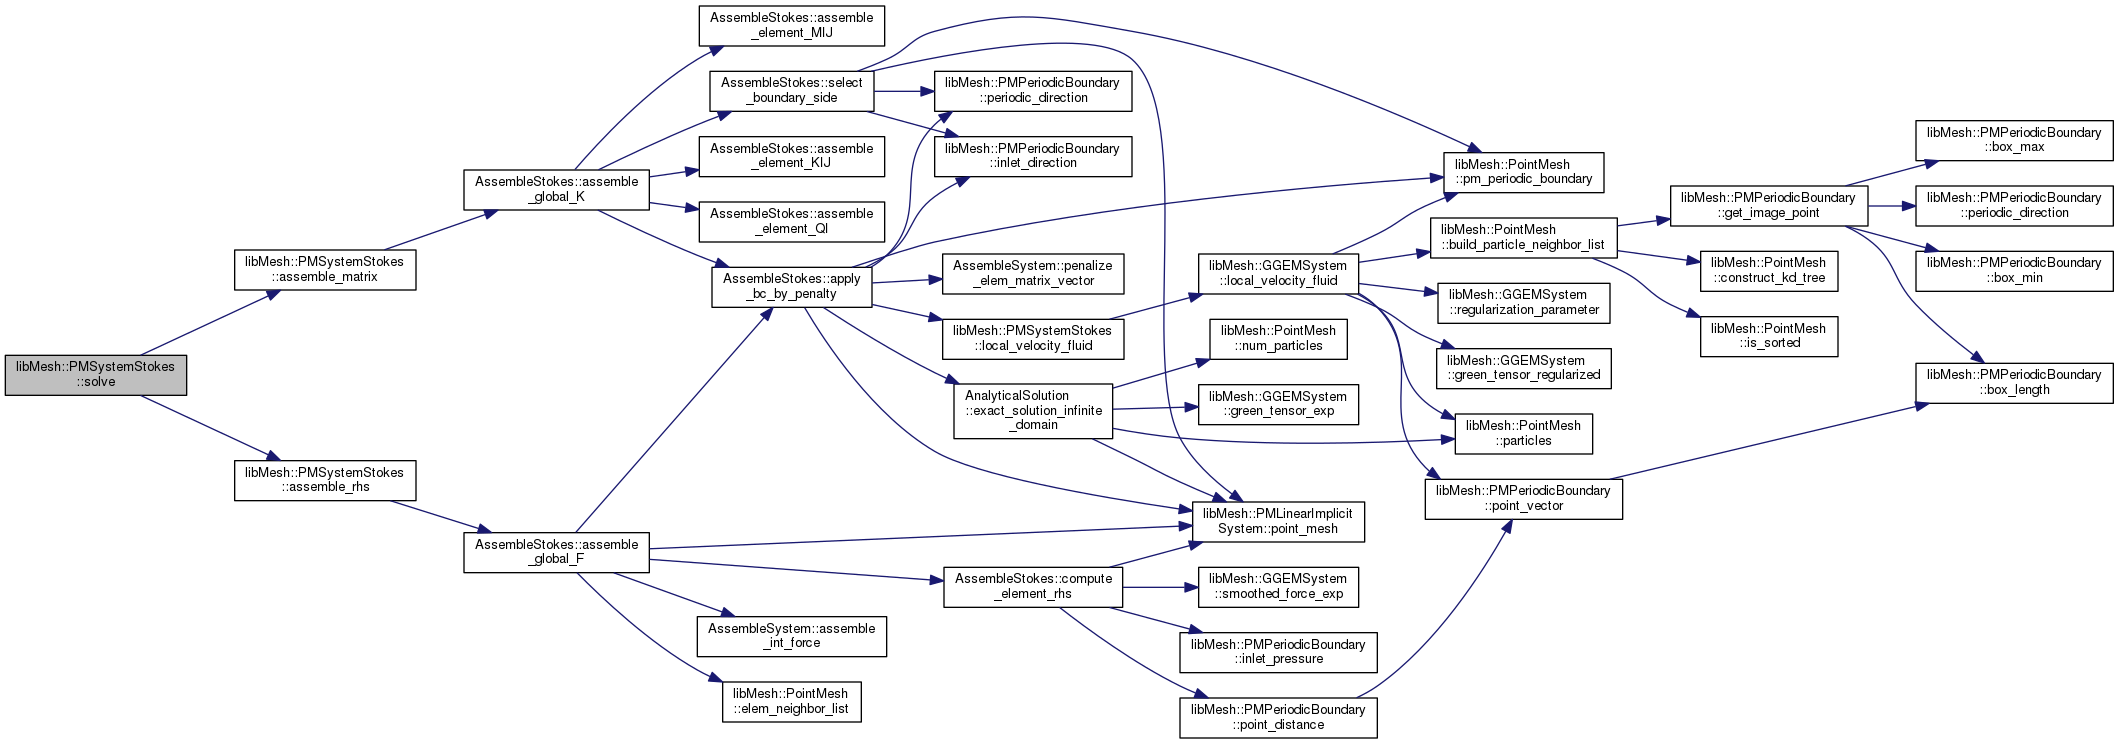 libMesh::PMSystemStokes
::solve
libMesh::PMSystemStokes
::assemble_matrix
libMesh::PMSystemStokes
::assemble_rhs
AssembleStokes::assemble
_global_K
AssembleStokes::assemble
_global_F
AssembleStokes::assemble
_element_MIJ
AssembleStokes::select
_boundary_side
AssembleStokes::assemble
_element_KIJ
AssembleStokes::assemble
_element_QI
AssembleStokes::apply
_bc_by_penalty
AssembleSystem::assemble
_int_force
libMesh::PointMesh
::elem_neighbor_list
libMesh::PMPeriodicBoundary
::periodic_direction
libMesh::PMPeriodicBoundary
::inlet_direction
AssembleSystem::penalize
_elem_matrix_vector
libMesh::PMSystemStokes
::local_velocity_fluid
AnalyticalSolution
::exact_solution_infinite
_domain
AssembleStokes::compute
_element_rhs
libMesh::GGEMSystem
::local_velocity_fluid
libMesh::PointMesh
::num_particles
libMesh::GGEMSystem
::green_tensor_exp
libMesh::PMLinearImplicit
System::point_mesh
libMesh::GGEMSystem
::smoothed_force_exp
libMesh::PMPeriodicBoundary
::inlet_pressure
libMesh::PMPeriodicBoundary
::point_distance
libMesh::PointMesh
::pm_periodic_boundary
libMesh::PointMesh
::build_particle_neighbor_list
libMesh::GGEMSystem
::regularization_parameter
libMesh::GGEMSystem
::green_tensor_regularized
libMesh::PointMesh
::particles
libMesh::PMPeriodicBoundary
::point_vector
libMesh::PMPeriodicBoundary
::get_image_point
libMesh::PointMesh
::construct_kd_tree
libMesh::PointMesh
::is_sorted
libMesh::PMPeriodicBoundary
::box_max
libMesh::PMPeriodicBoundary
::periodic_direction
libMesh::PMPeriodicBoundary
::box_min
libMesh::PMPeriodicBoundary
::box_length